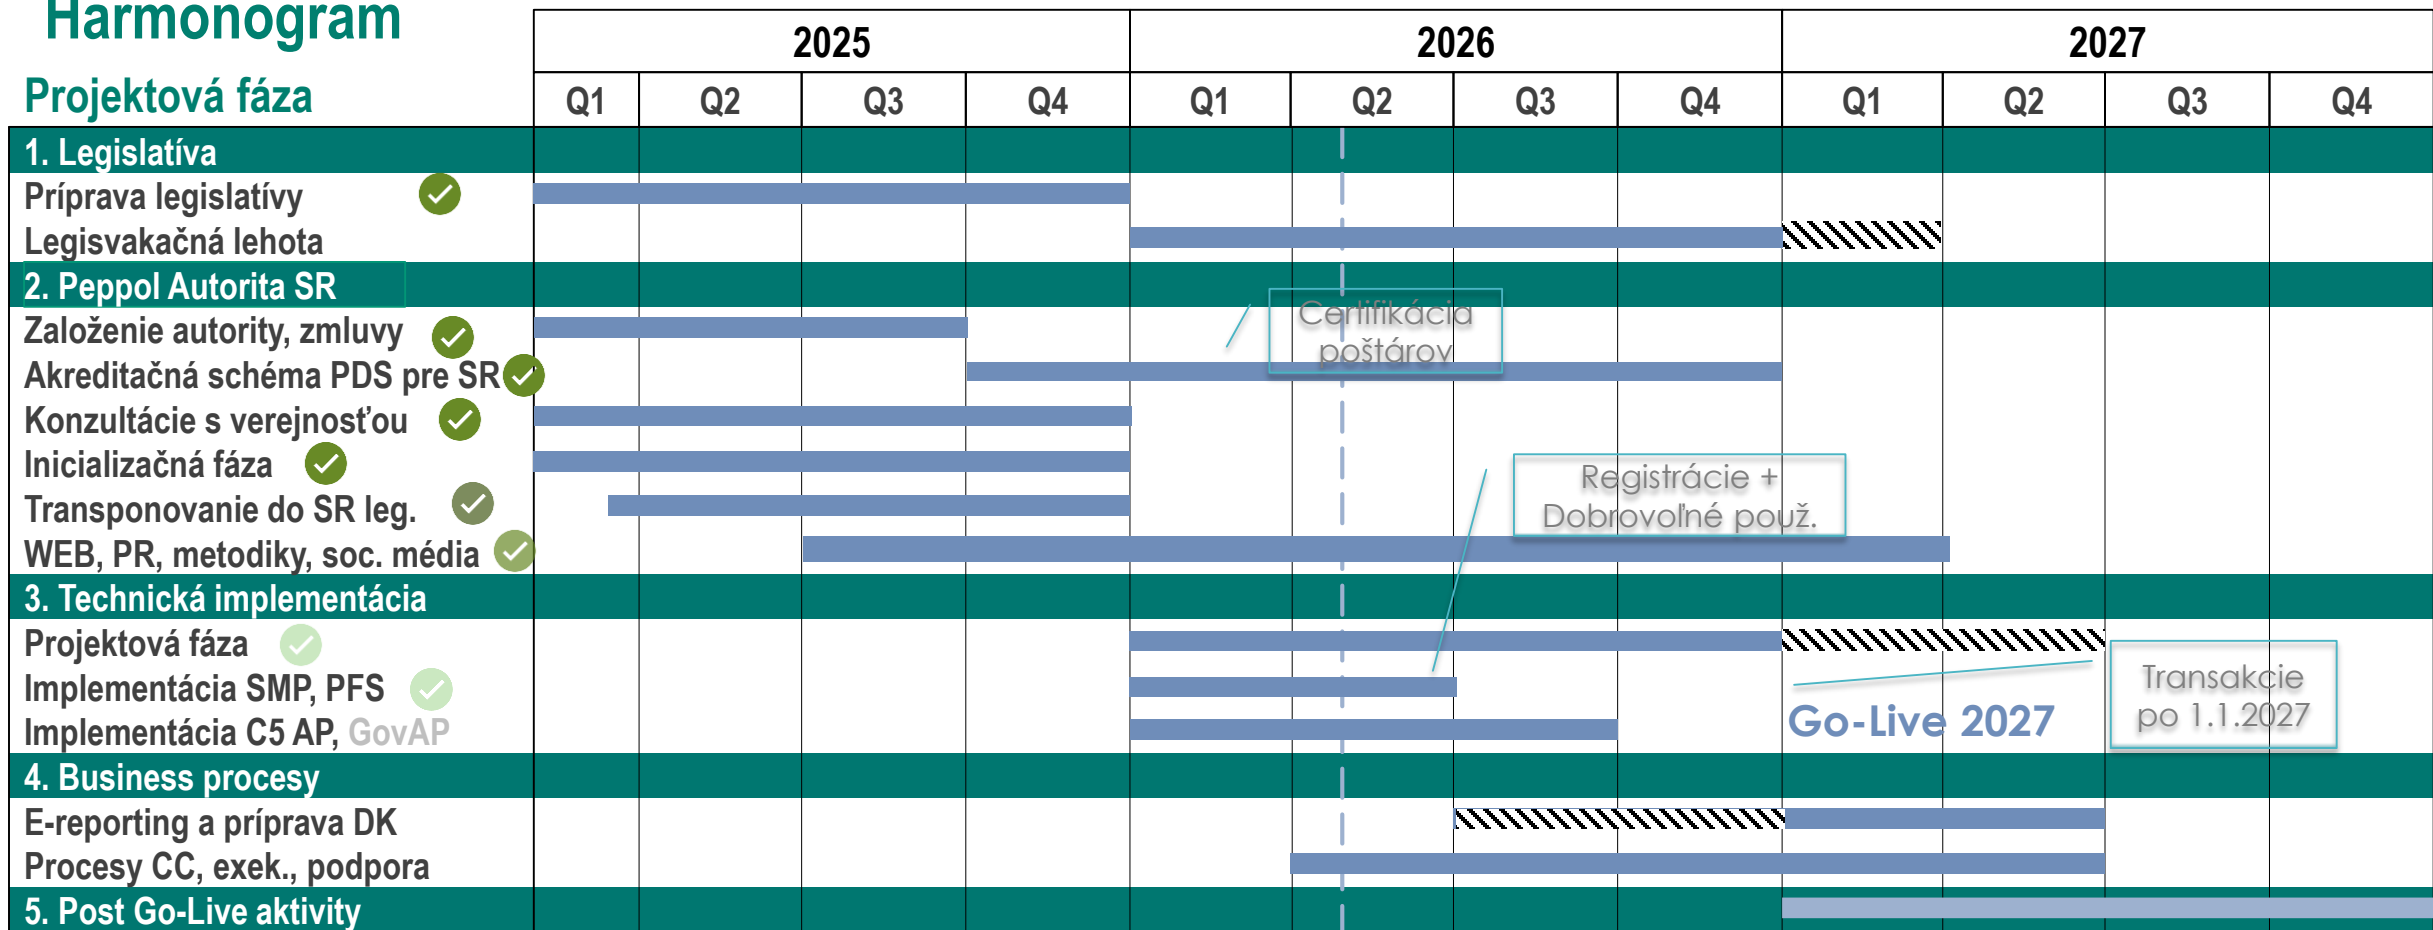 Harmonogram
2025
2026
2027
Projektová fáza
Q1 Q2 Q3 Q4 Q1 Q2 Q3 Q4 Q1 Q2 Q3 Q4
1. Legislatíva
Príprava legislatívy
Legisvakačná lehota
2. Peppol Autorita SR
Certifikácia
poštárov
Založenie autority, zmluvy
Akreditačná schéma PDS pre SR
Konzultácie s verejnosťou
Inicializačná fáza
Registrácie +
Dobrovoľné použ.
Transponovanie do SR leg.
WEB, PR, metodiky, soc. média
3. Technická implementácia
Projektová fáza
Implementácia SMP, PFS
Implementácia C5 AP, GovAP
Go-Live 2027
Transakcie
po 1.1.2027
4. Business procesy
E-reporting a príprava DK
Procesy CC, exek., podpora
5. Post Go-Live aktivity